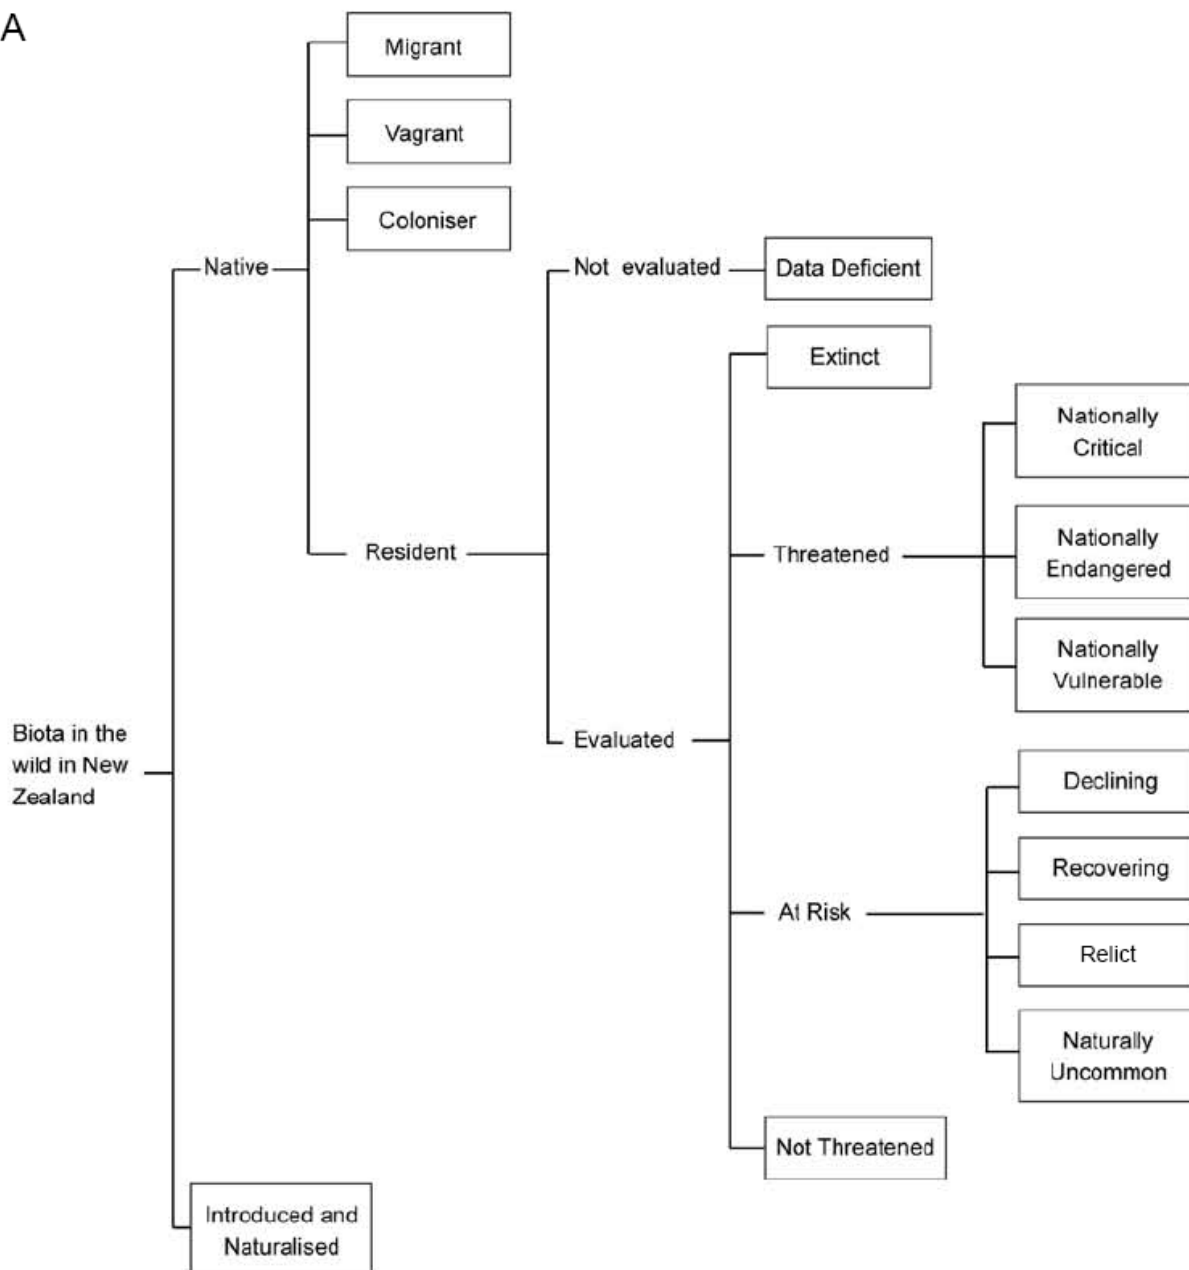 A
Migrant
Vagrant
Coloniser
Native
Not evaluated
Data Deficient
Extinct
Nationally
Critical
Resident
Threatened
Nationally
Endangered
Nationally
Vulnerable
Biota in the
wild in New
Zealand
Evaluated
Declining
Recovering
At Risk
Relict
Naturally
Uncommon
Not Threatened
Introduced and
Naturalised